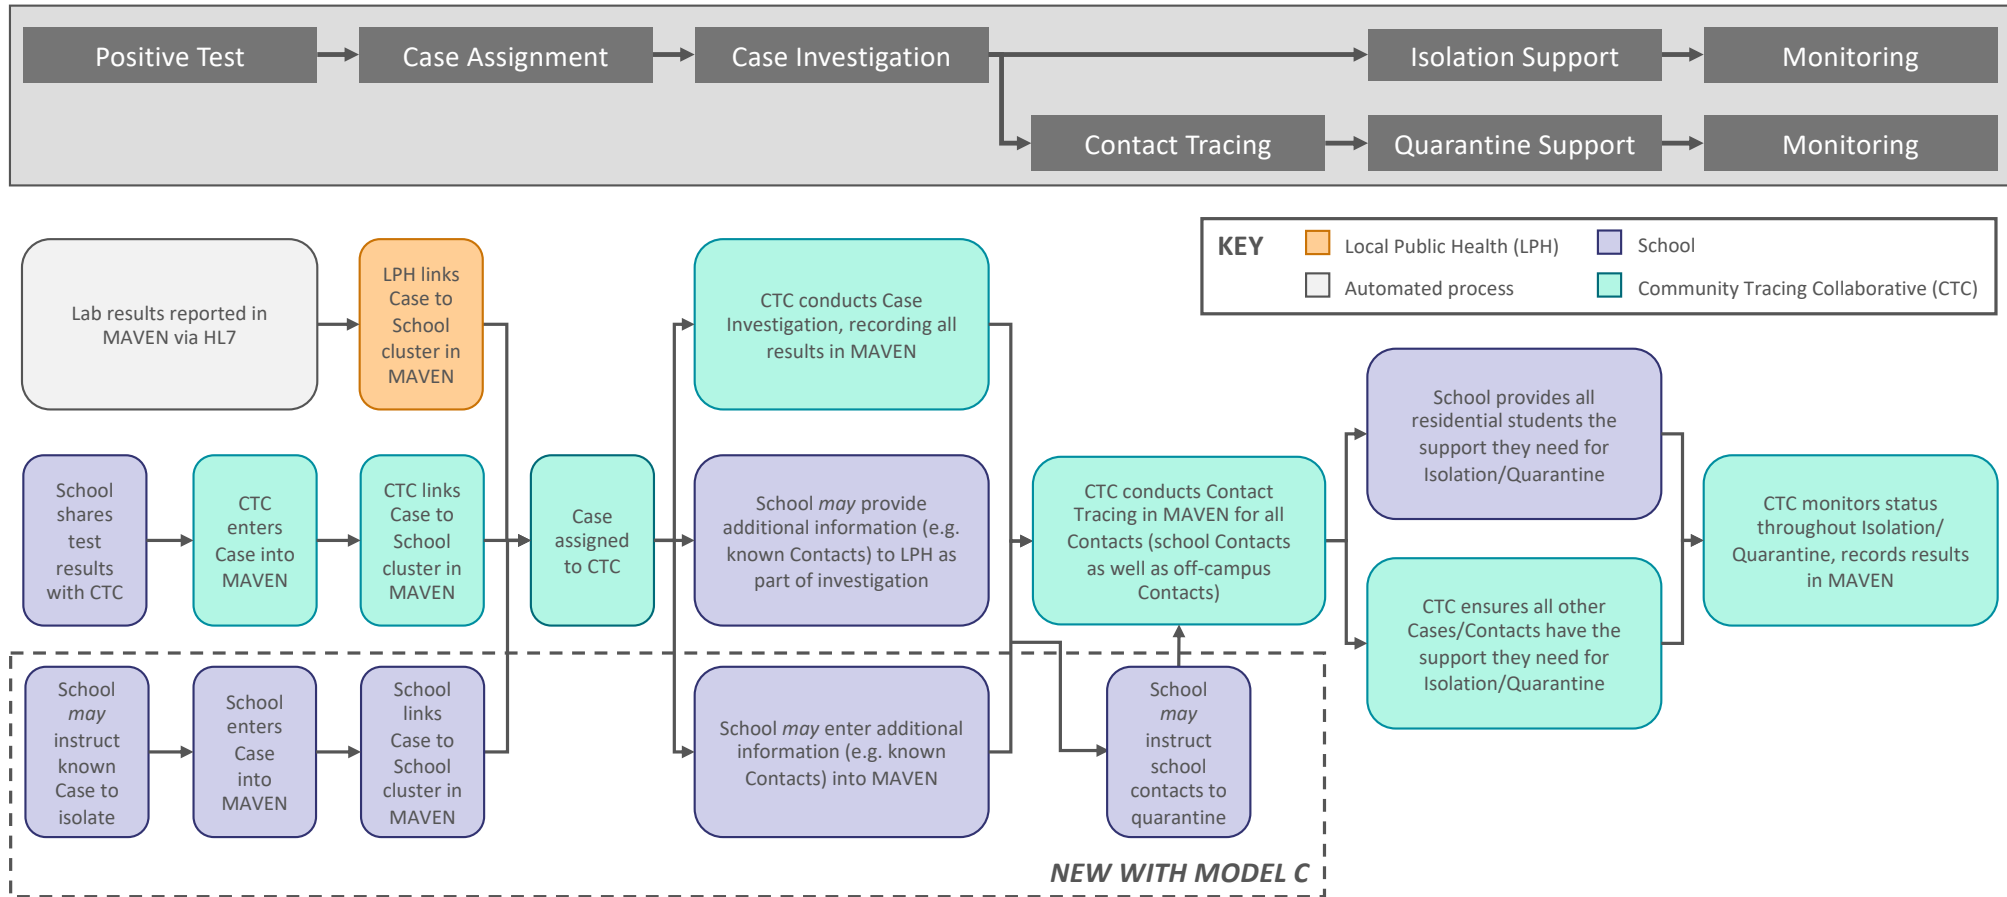 Positive Test
Case Assignment
Case Investigation
Isolation Support
Monitoring
Contact Tracing
Quarantine Support
Monitoring
KEY
Local Public Health (LPH)
School
Automated process
Community Tracing Collaborative (CTC)
Lab results reported in
MAVEN via HL7
LPH links
Case to
School
cluster in
MAVEN
CTC conducts Case
Investigation, recording all
results in MAVEN
School
shares
test
results
with CTC
CTC
enters
Case into
MAVEN
CTC links
Case to
School
cluster in
MAVEN
Case
assigned
to CTC
School may provide
additional information (e.g.
known Contacts) to LPH as
part of investigation
CTC conducts Contact
Tracing in MAVEN for all
Contacts (school Contacts
as well as off-campus
Contacts)
School provides all
residential students the
support they need for
Isolation/Quarantine
CTC ensures all other
Cases/Contacts have the
support they need for
Isolation/Quarantine
CTC monitors status
throughout Isolation/
Quarantine, records results
in MAVEN
School
may
instruct
known
Case to
isolate
School
enters
Case
into
MAVEN
School
links
Case to
School
cluster in
MAVEN
School may enter additional
information (e.g. known
Contacts) into MAVEN
School
may
instruct
school
contacts to
quarantine
NEW WITH MODEL C